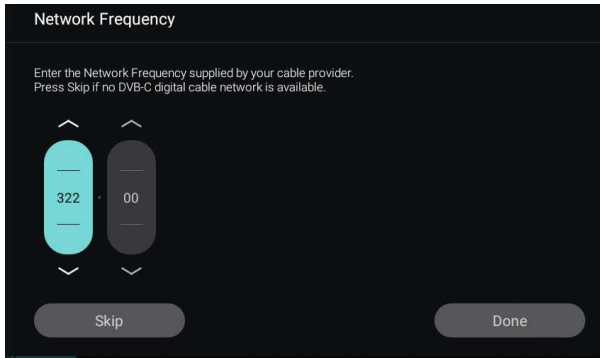 Network Frequency
Enter the Network Frequency supplied by your cable provider.
Press Skip if no DVB-C digital cable network is available.
322 . 00
Skip Done